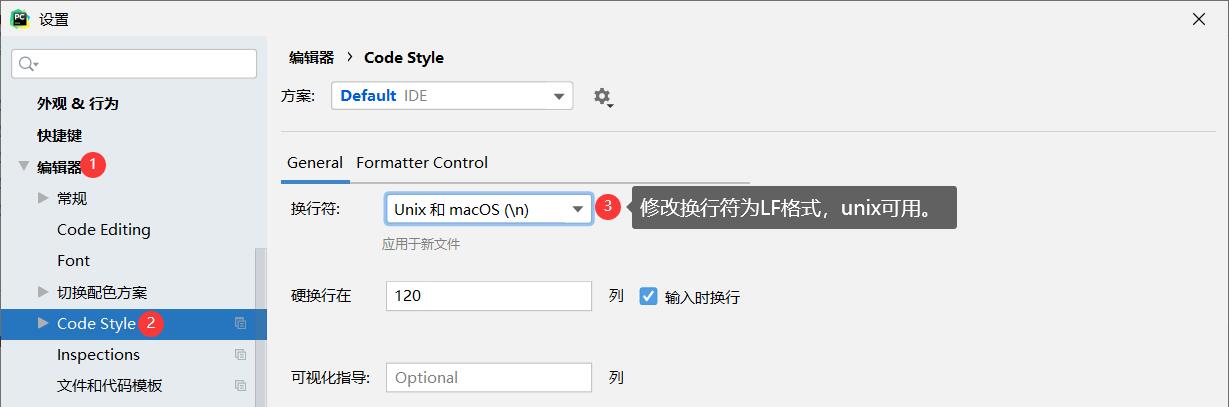 PC
设置
外观 & 行为
快捷键
编辑器 1
常规
Code Editing
Font
切换配色方案
Code Style 2
Inspections
文件和代码模板
编辑器 › Code Style
方案: Default IDE
General Formatter Control
换行符: Unix 和 macOS (\n) 3 修改换行符为LF格式，unix可用。
应用于新文件
硬换行在 120 列 输入时换行
可视化指导: Optional 列